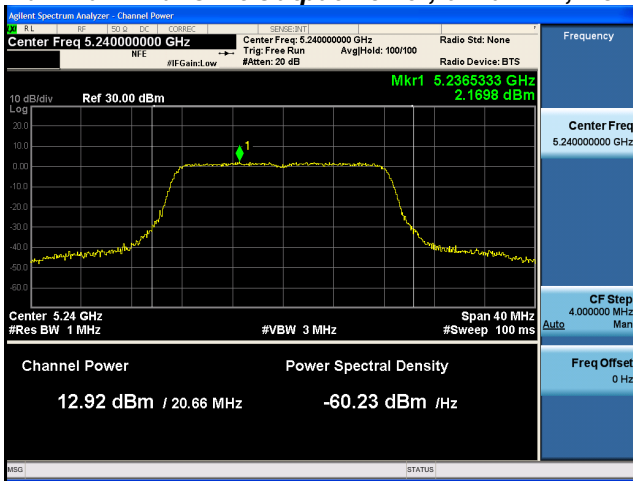 Agilent Spectrum Analyzer - Channel Power
RL RF 50 Ω DC CORREC SENSE:INT
Center Freq 5.240000000 GHz
NFE
#IFGain:Low
Center Freq: 5.240000000 GHz
Trig: Free Run Avg|Hold: 100/100
#Atten: 20 dB
Radio Std: None
Radio Device: BTS
Frequency
Mkr1 5.2365333 GHz
2.1698 dBm
10 dB/div Ref 30.00 dBm
Log
20.0
10.0
0.00
-10.0
-20.0
-30.0
-40.0
-50.0
-60.0
1
Center 5.24 GHz Span 40 MHz
#Res BW 1 MHz #VBW 3 MHz #Sweep 100 ms
Channel Power Power Spectral Density
12.92 dBm / 20.66 MHz -60.23 dBm /Hz
Center Freq
5.240000000 GHz
CF Step
4.000000 MHz
Auto Man
Freq Offset
0 Hz
MSG STATUS